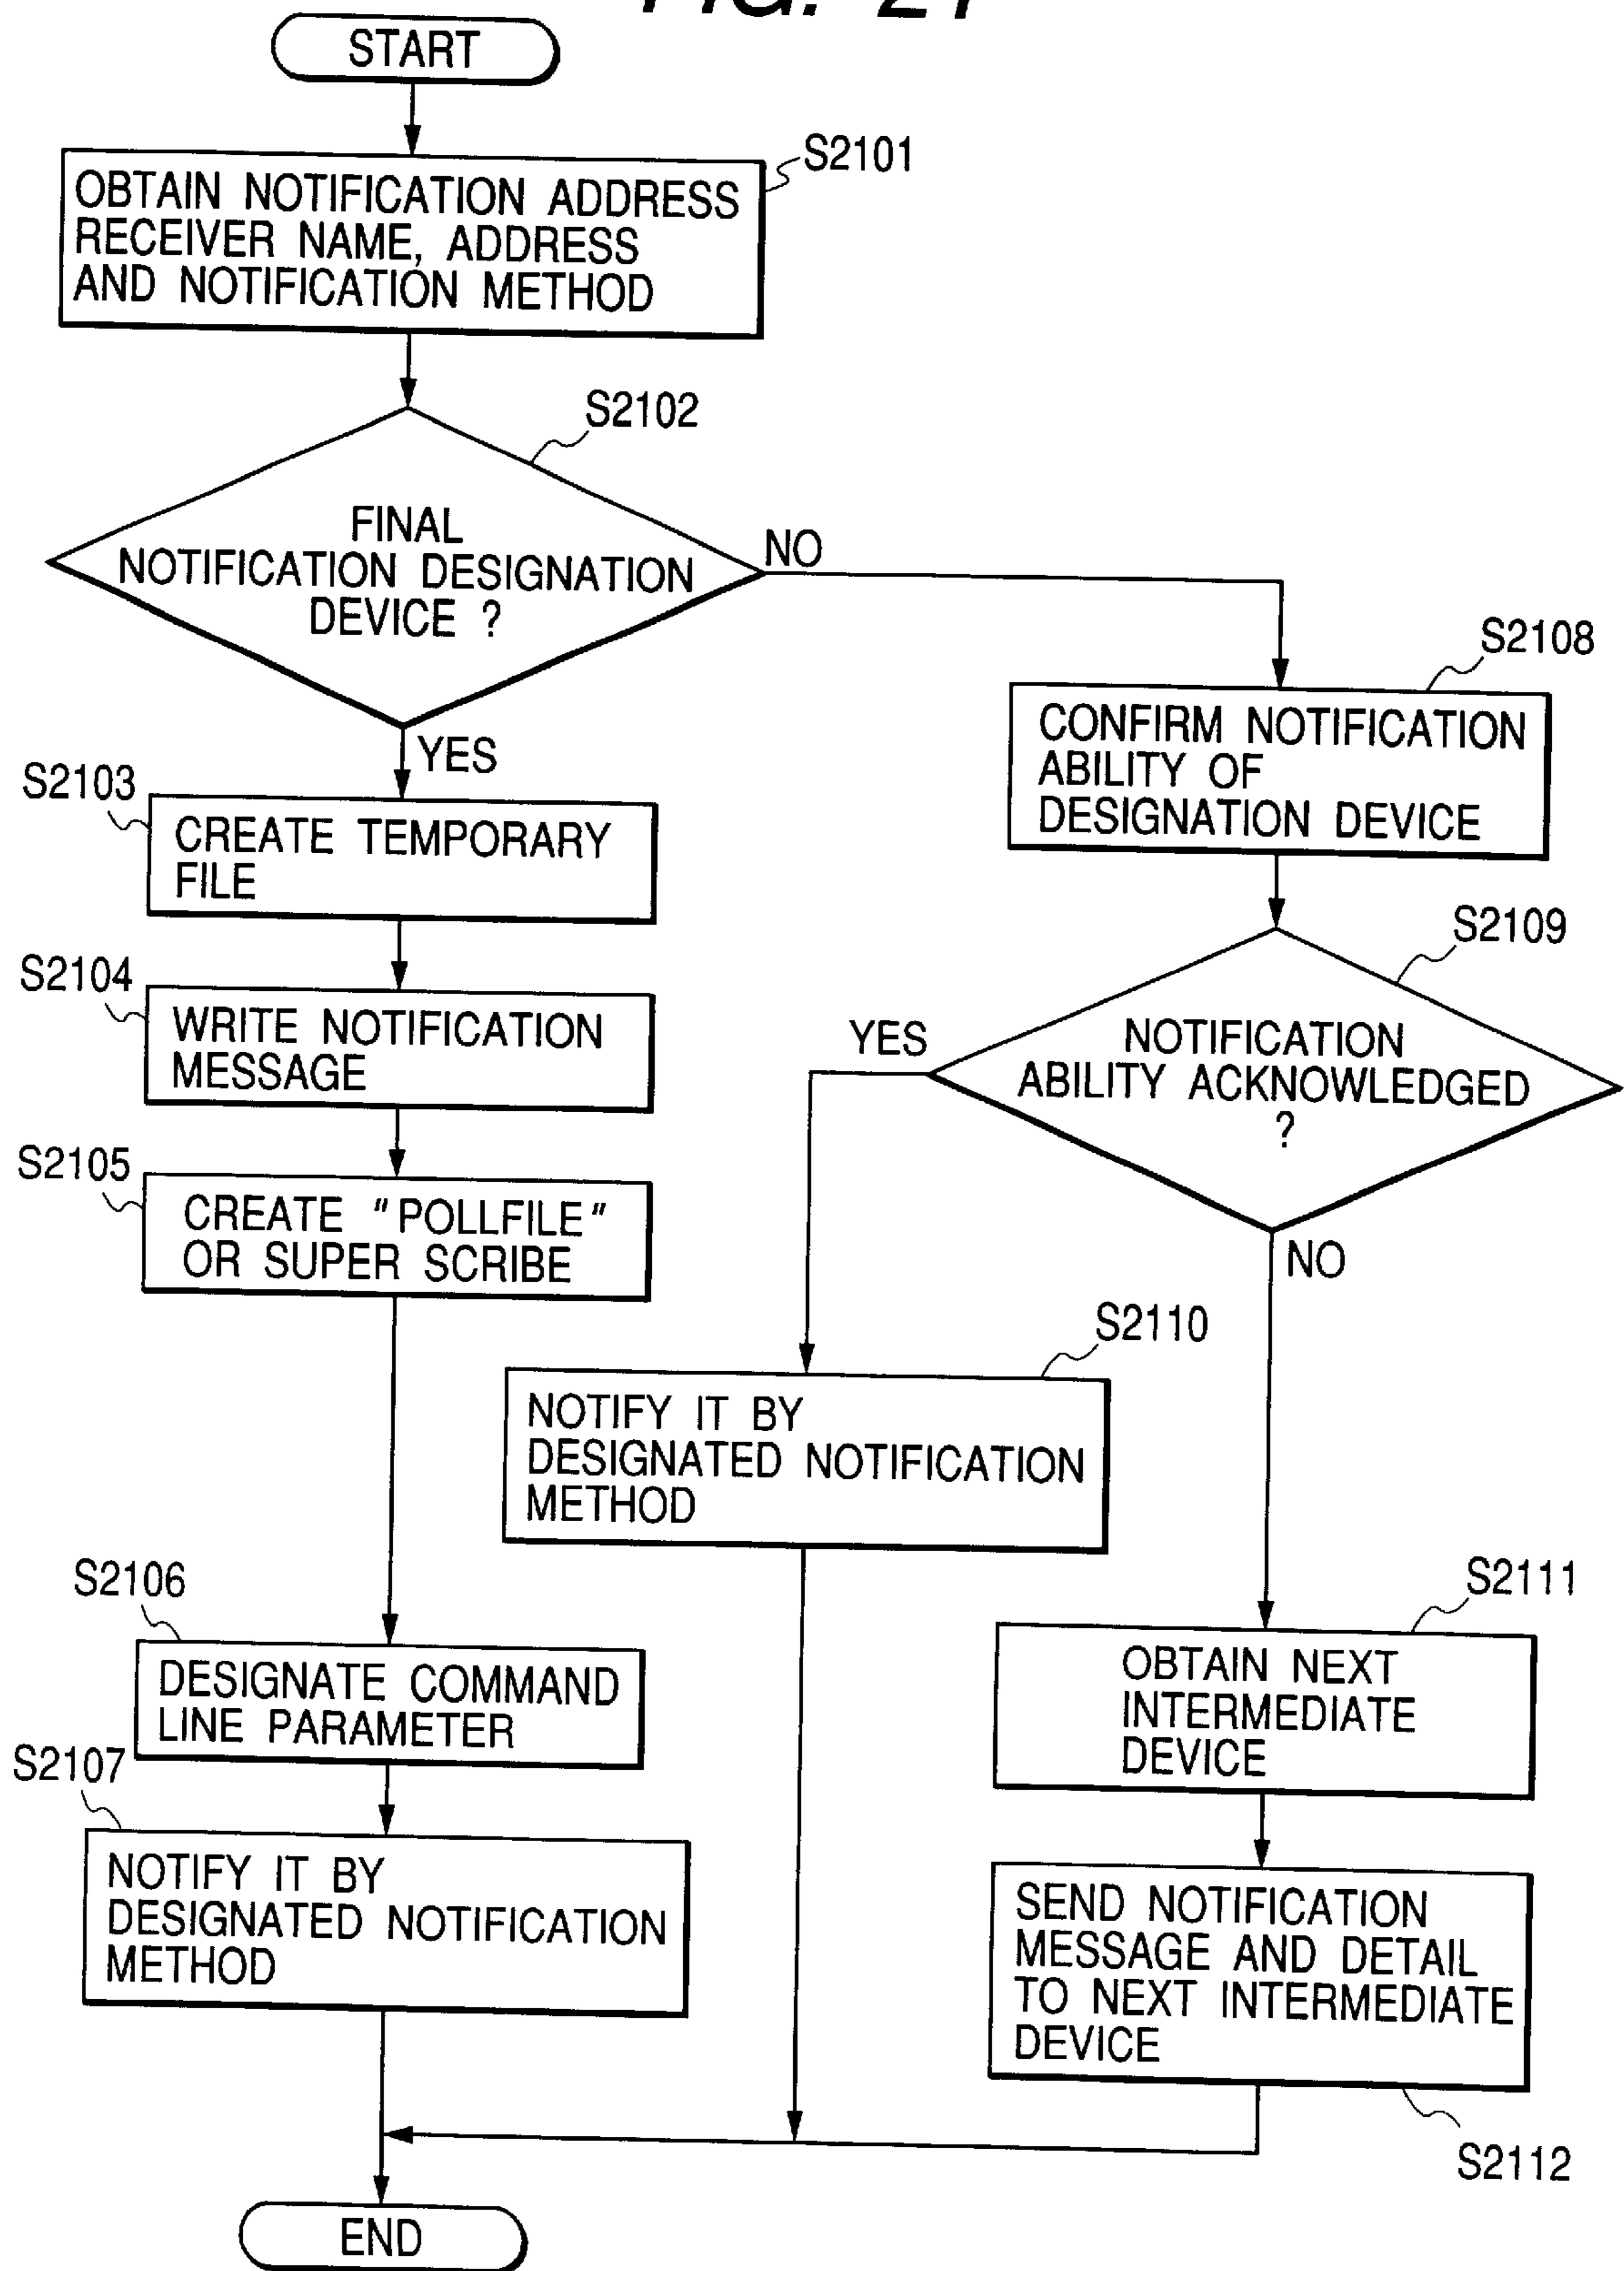 FIG. 21
START
S2101
OBTAIN NOTIFICATION ADDRESS
RECEIVER NAME, ADDRESS
AND NOTIFICATION METHOD
S2102
FINAL
NOTIFICATION DESIGNATION
DEVICE ?
NO
YES
S2103
CREATE TEMPORARY
FILE
S2104
WRITE NOTIFICATION
MESSAGE
S2105
CREATE "POLLFILE"
OR SUPER SCRIBE
S2106
DESIGNATE COMMAND
LINE PARAMETER
S2107
NOTIFY IT BY
DESIGNATED NOTIFICATION
METHOD
S2108
CONFIRM NOTIFICATION
ABILITY OF
DESIGNATION DEVICE
S2109
NOTIFICATION
ABILITY ACKNOWLEDGED
?
YES
NO
S2110
NOTIFY IT BY
DESIGNATED NOTIFICATION
METHOD
S2111
OBTAIN NEXT
INTERMEDIATE
DEVICE
SEND NOTIFICATION
MESSAGE AND DETAIL
TO NEXT INTERMEDIATE
DEVICE
S2112
END